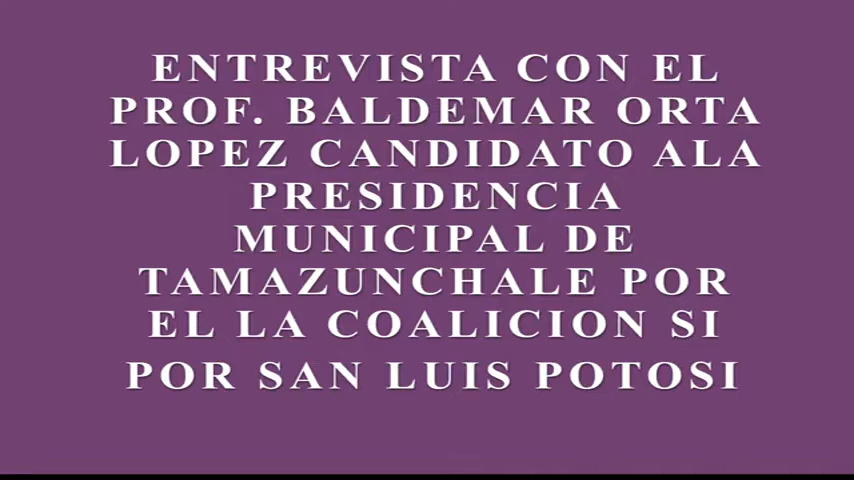 ENTREVISTA CON EL
PROF. BALDEMAR ORTA
LOPEZ CANDIDATO ALA
PRESIDENCIA
MUNICIPAL DE
TAMAZUNCHALE POR
EL LA COALICION SI
POR SAN LUIS POTOSI